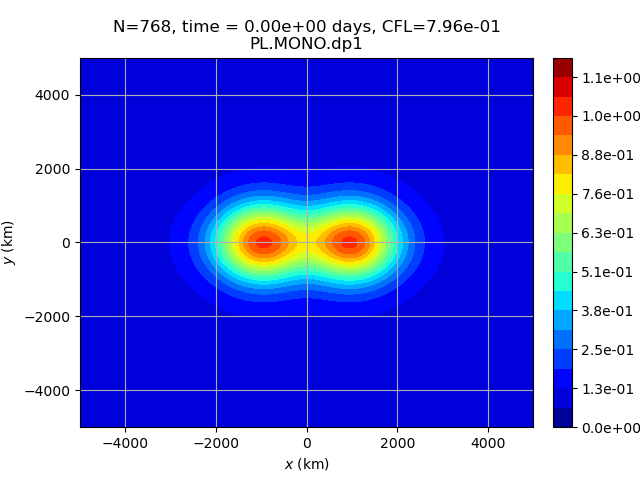 N=768, time = 0.00e+00 days, CFL=7.96e-01
PL.MONO.dp1
4000
2000
0
−2000
−4000
y (km)
−4000 −2000 0 2000 4000
x (km)
1.1e+00
1.0e+00
8.8e-01
7.6e-01
6.3e-01
5.1e-01
3.8e-01
2.5e-01
1.3e-01
0.0e+00